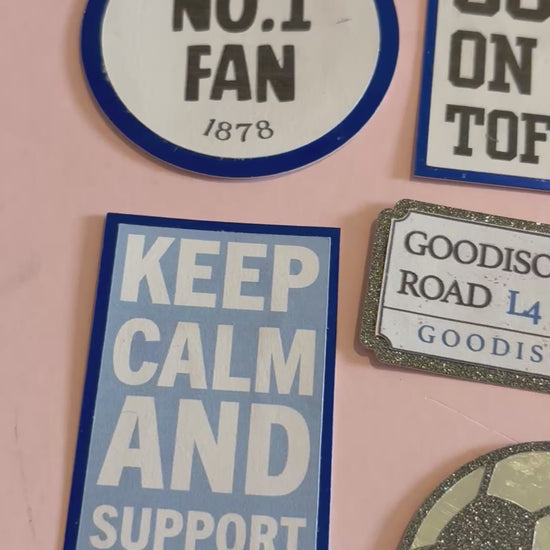 NO.1
FAN
1878
ON
KEEP
CALM
AND
SUPPORT
ROAD L4